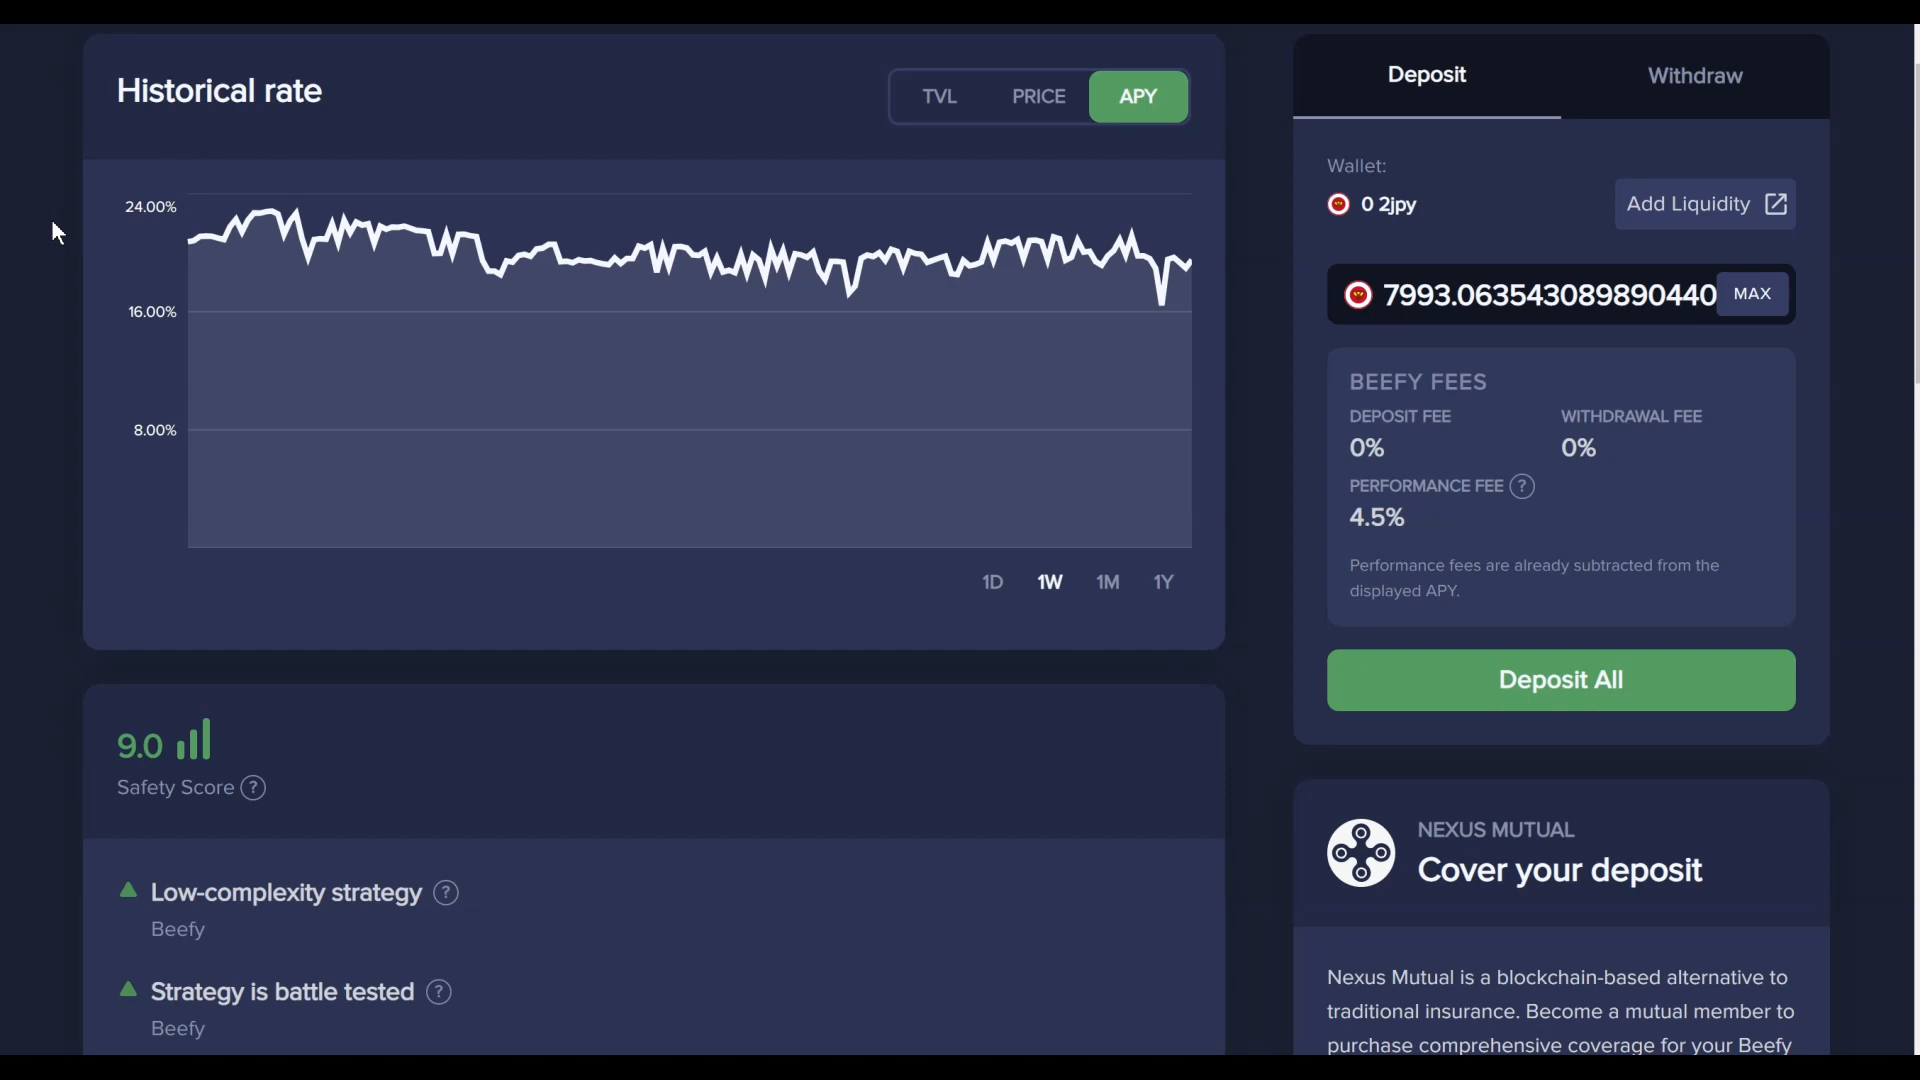 Historical rate
TVL PRICE APY
24.00%
16.00%
8.00%
1D 1W 1M 1Y
9.0
Safety Score ?
Low-complexity strategy ?
Beefy
Strategy is battle tested ?
Beefy
Deposit Withdraw
Wallet:
0 2jpy Add Liquidity
7993.063543089890440 MAX
BEEFY FEES
DEPOSIT FEE WITHDRAWAL FEE
0% 0%
PERFORMANCE FEE ?
4.5%
Performance fees are already subtracted from the
displayed APY.
Deposit All
NEXUS MUTUAL
Cover your deposit
Nexus Mutual is a blockchain-based alternative to
traditional insurance. Become a mutual member to
purchase comprehensive coverage for your Beefy